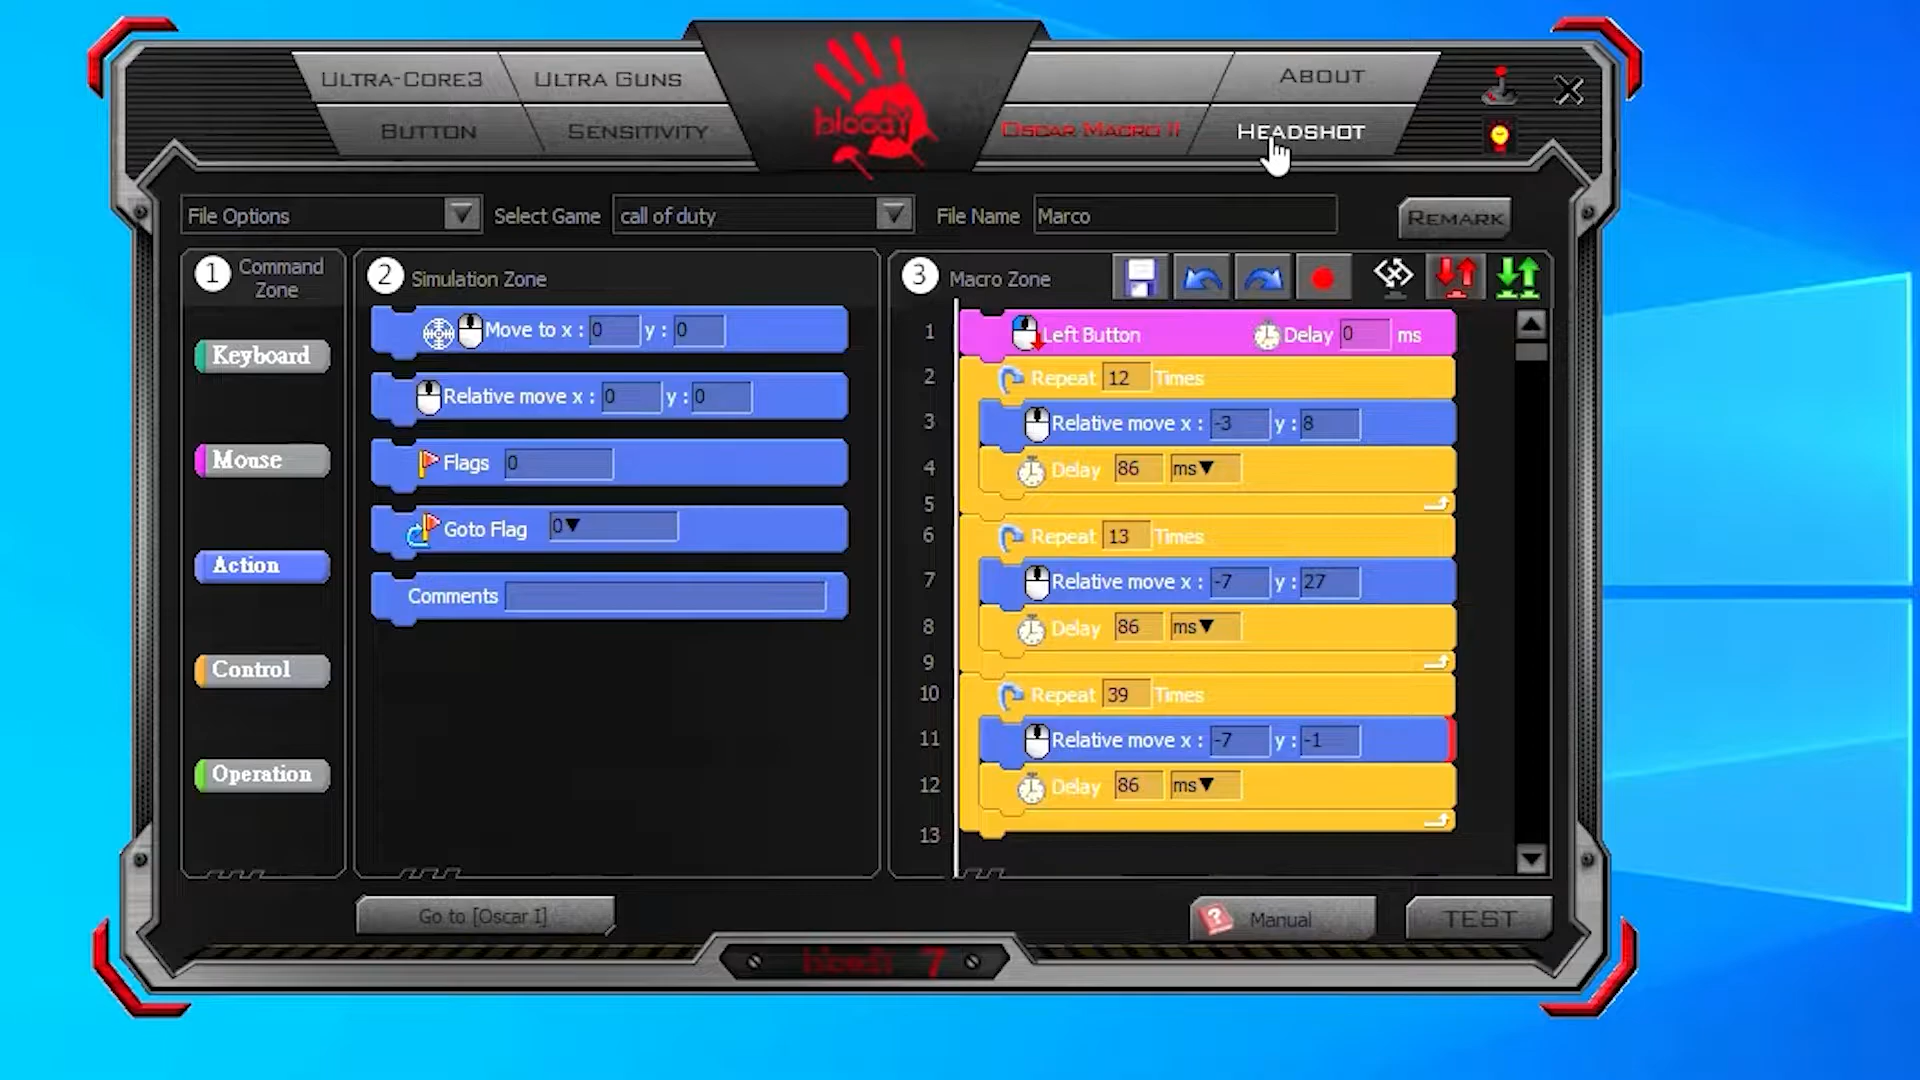 ULTRA-CORE3
ULTRA GUNS
ABOUT
BUTTON
SENSITIVITY
bloody
OSCAR MACRO II
HEADSHOT
File Options
Select Game
call of duty
File Name
Marco
REMARK
1
Command
Zone
2 Simulation Zone
3 Macro Zone
Keyboard
Mouse
Action
Control
Operation
Move to x : 0 y : 0
Relative move x : 0 y : 0
Flags 0
Goto Flag 0▼
Comments
1 Left Button Delay 0 ms
2 Repeat 12 Times
3 Relative move x : -3 y : 8
4 Delay 86 ms▼
5
6 Repeat 13 Times
7 Relative move x : -7 y : 27
8 Delay 86 ms▼
9
10 Repeat 39 Times
11 Relative move x : -7 y : -1
12 Delay 86 ms▼
13
Go to [Oscar I]
? Manual
TEST
bloody 7